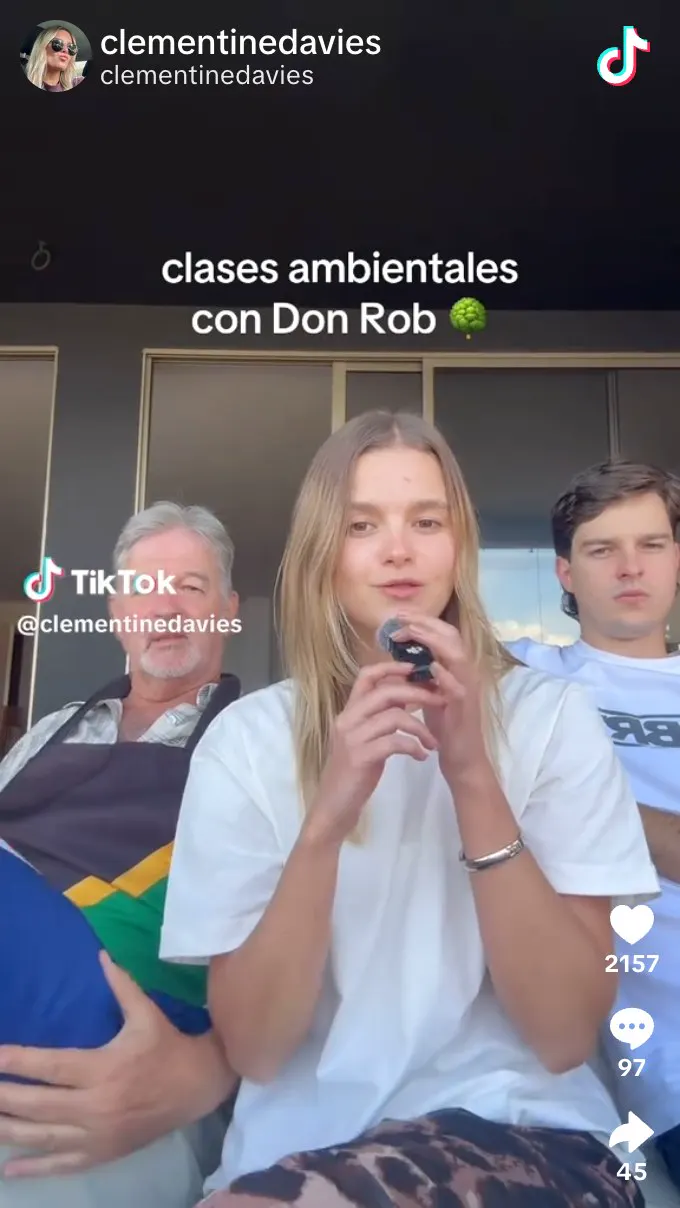 clementinedavies
clementinedavies
clases ambientales
con Don Rob
TikTok
@clementinedavies
2157
97
45